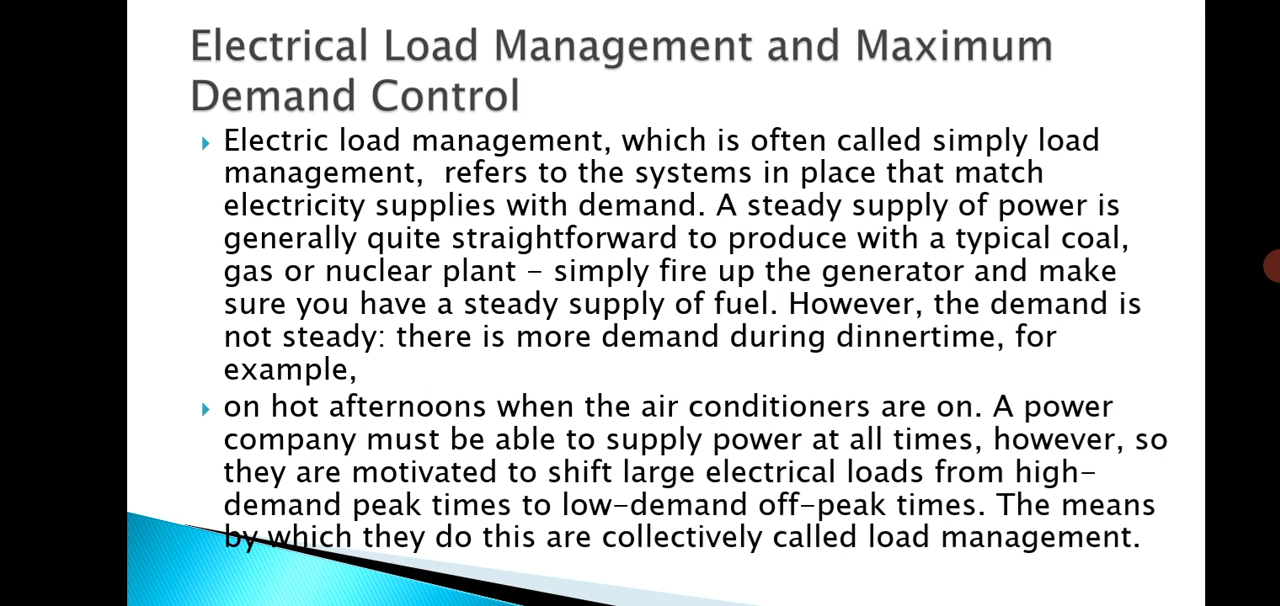 Electrical Load Management and Maximum
Demand Control
Electric load management, which is often called simply load
management,  refers to the systems in place that match
electricity supplies with demand. A steady supply of power is
generally quite straightforward to produce with a typical coal,
gas or nuclear plant – simply fire up the generator and make
sure you have a steady supply of fuel. However, the demand is
not steady: there is more demand during dinnertime, for
example,
on hot afternoons when the air conditioners are on. A power
company must be able to supply power at all times, however, so
they are motivated to shift large electrical loads from high-
demand peak times to low-demand off-peak times. The means
by which they do this are collectively called load management.